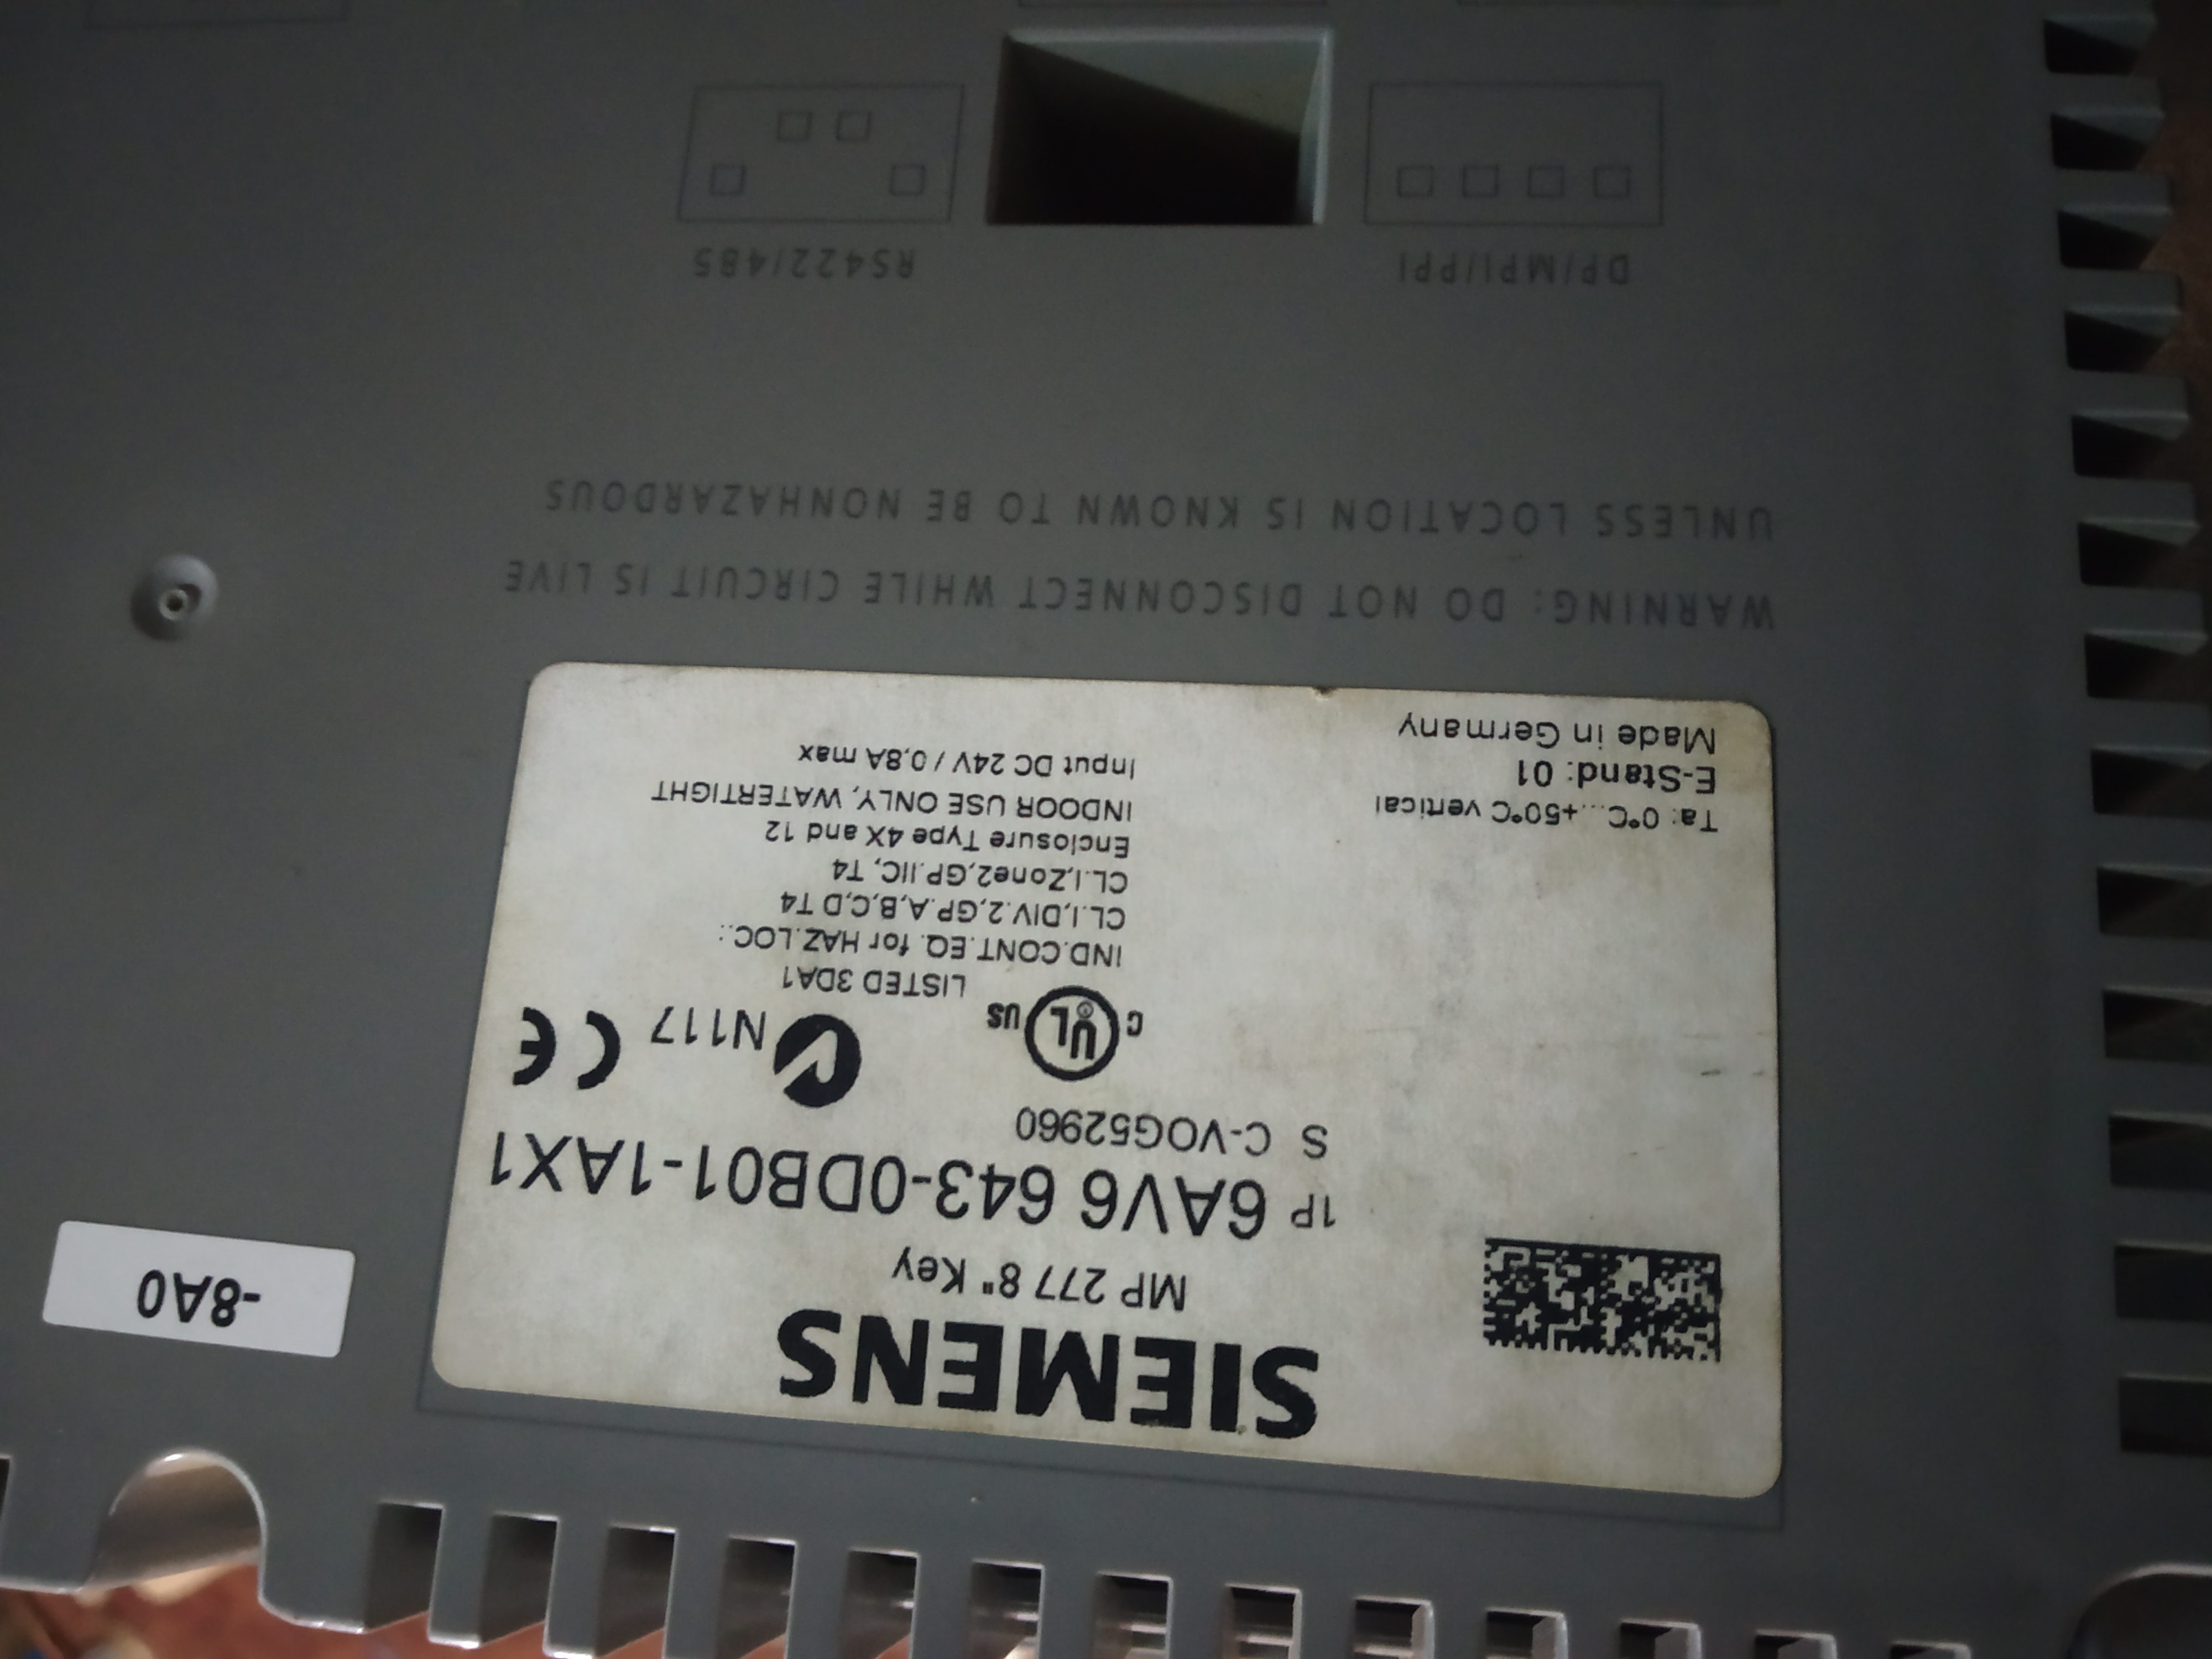 SIEMENS
MP 277 8" Key
1P 6AV6 643-0DB01-1AX1
S C-VOG52960
N117
C UL US
LISTED 3DA1
IND.CONT.EQ. for HAZ.LOC.:
CL.I,DIV.2,GP.A,B,C,D T4
CL.I,Zone2,GP.IIC, T4
Enclosure Type 4X and 12
INDOOR USE ONLY, WATERTIGHT
Input DC 24V / 0,8A max
Ta: 0°C...+50°C vertical
E-Stand: 01
Made in Germany
-8A0
WARNING: DO NOT DISCONNECT WHILE CIRCUIT IS LIVE
UNLESS LOCATION IS KNOWN TO BE NONHAZARDOUS
DP/MPI/PPI
RS422/485